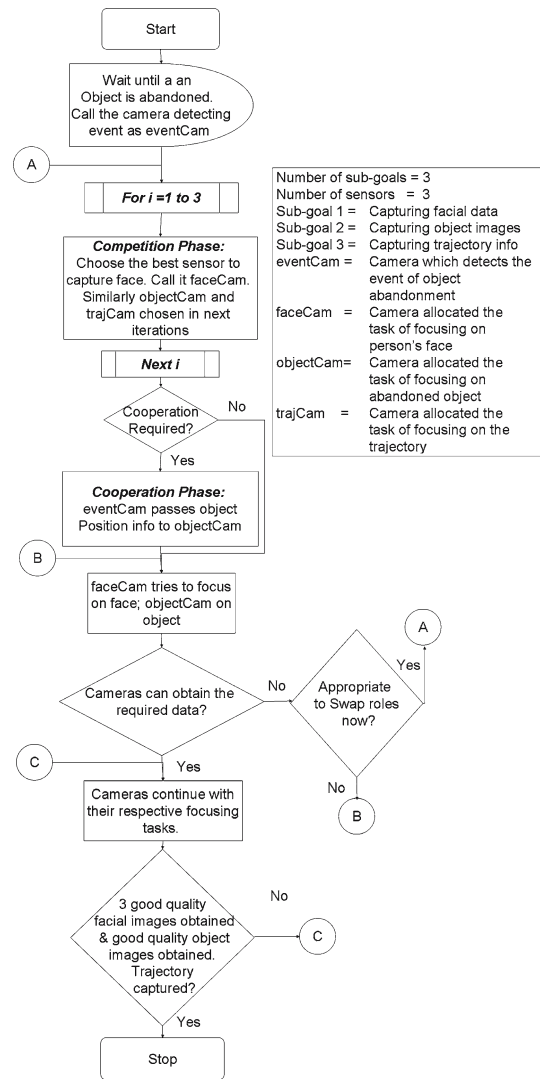 Start
Wait until a an
Object is abandoned.
Call the camera detecting
event as eventCam
A
For i =1 to 3
Competition Phase:
Choose the best sensor to
capture face. Call it faceCam.
Similarly objectCam and
trajCam chosen in next
iterations
Next i
Cooperation
Required?
No
Yes
Cooperation Phase:
eventCam passes object
Position info to objectCam
B
faceCam tries to focus
on face; objectCam on
object
Cameras can obtain the
required data?
No
Appropriate
to Swap roles
now?
Yes
A
No
B
C
Yes
Cameras continue with
their respective focusing
tasks.
3 good quality
facial images obtained
& good quality object
images obtained.
Trajectory
captured?
No
C
Yes
Stop
Number of sub-goals = 3
Number of sensors = 3
Sub-goal 1 = Capturing facial data
Sub-goal 2 = Capturing object images
Sub-goal 3 = Capturing trajectory info
eventCam = Camera which detects the
event of object
abandonment
faceCam = Camera allocated the
task of focusing on
person's face
objectCam= Camera allocated the
task of focusing on
abandoned object
trajCam = Camera allocated the
task of focusing on the
trajectory